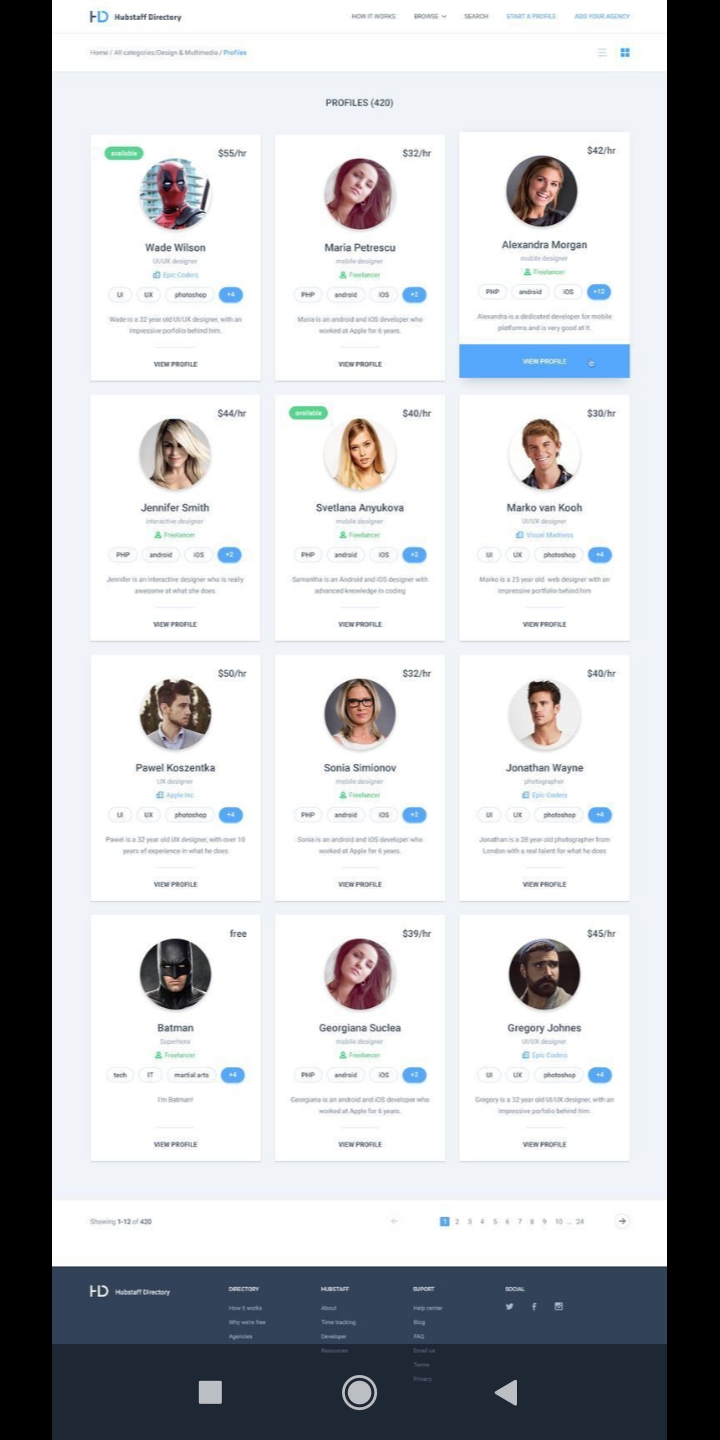 HD Hubstaff Directory
HOW IT WORKS BROWSE SEARCH START A PROFILE ADD YOUR AGENCY
Home / All categories/Design & Multimedia / Profiles
PROFILES (420)
available $55/hr
Wade Wilson
UI/UX designer
Epic Coders
UI UX photoshop +4
Wade is a 32 year old UI/UX designer, with an
impressive porfolio behind him.
VIEW PROFILE
$32/hr
Maria Petrescu
mobile designer
Freelancer
PHP android iOS +2
Maria is an android and iOS developer who
worked at Apple for 6 years.
VIEW PROFILE
$42/hr
Alexandra Morgan
mobile designer
Freelancer
PHP android iOS +12
Alexandra is a dedicated developer for mobile
platforms and is very good at it.
VIEW PROFILE
$44/hr
Jennifer Smith
interactive designer
Freelancer
PHP android iOS +2
Jennifer is an interactive designer who is really
awesome at what she does
VIEW PROFILE
available $40/hr
Svetlana Anyukova
mobile designer
Freelancer
PHP android iOS +2
Samantha is an Android and iOS designer with
advanced knowledge in coding
VIEW PROFILE
$30/hr
Marko van Kooh
UI/UX designer
Visual Madness
UI UX photoshop +4
Marko is a 25 year old web designer with an
impressive portfolio behind him
VIEW PROFILE
$50/hr
Pawel Koszentka
UX designer
Apple Inc
UI UX photoshop +4
Pawel is a 32 year old UX designer, with over 10
years of experience in what he does
VIEW PROFILE
$32/hr
Sonia Simionov
mobile designer
Freelancer
PHP android iOS +2
Sonia is an android and iOS developer who
worked at Apple for 6 years.
VIEW PROFILE
$40/hr
Jonathan Wayne
photographer
Epic Coders
UI UX photoshop +4
Jonathan is a 28 year old photographer from
London with a real talent for what he does
VIEW PROFILE
free
Batman
Superhero
Freelancer
tech IT martial arts +4
I'm Batman!
VIEW PROFILE
$39/hr
Georgiana Suclea
mobile designer
Freelancer
PHP android iOS +2
Georgiana is an android and iOS developer who
worked at Apple for 6 years.
VIEW PROFILE
$45/hr
Gregory Johnes
UI/UX designer
Epic Coders
UI UX photoshop +4
Gregory is a 32 year old UI/UX designer, with an
impressive porfolio behind him.
VIEW PROFILE
Showing 1-12 of 420
1 2 3 4 5 6 7 8 9 10 ... 24
HD Hubstaff Directory
DIRECTORY
How it works
Why we're free
Agencies
HUBSTAFF
About
Time tracking
Developer
Resources
SUPORT
Help center
Blog
FAQ
Email us
Terms
Privacy
SOCIAL